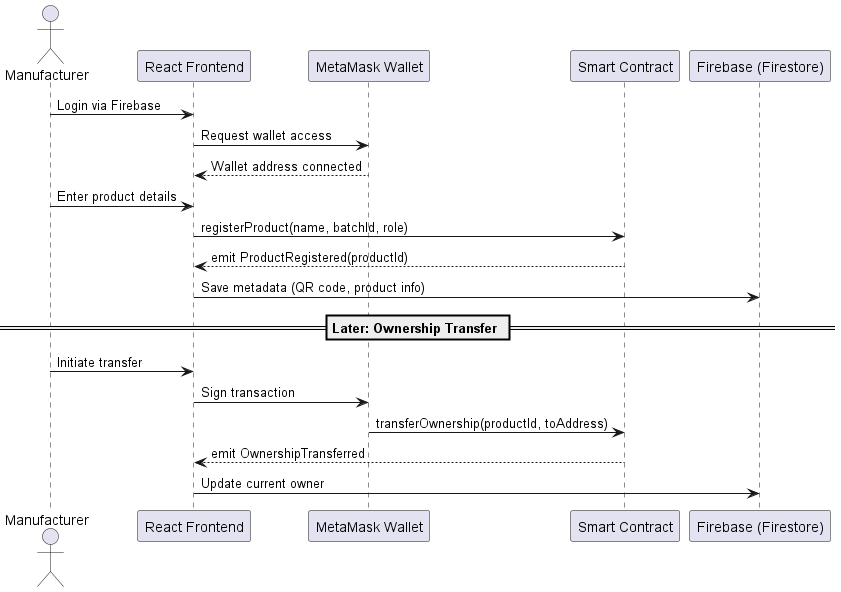 Manufacturer
React Frontend
MetaMask Wallet
Smart Contract
Firebase (Firestore)
Login via Firebase
Request wallet access
Wallet address connected
Enter product details
registerProduct(name, batchId, role)
emit ProductRegistered(productId)
Save metadata (QR code, product info)
Later: Ownership Transfer
Initiate transfer
Sign transaction
transferOwnership(productId, toAddress)
emit OwnershipTransferred
Update current owner
Manufacturer
React Frontend
MetaMask Wallet
Smart Contract
Firebase (Firestore)